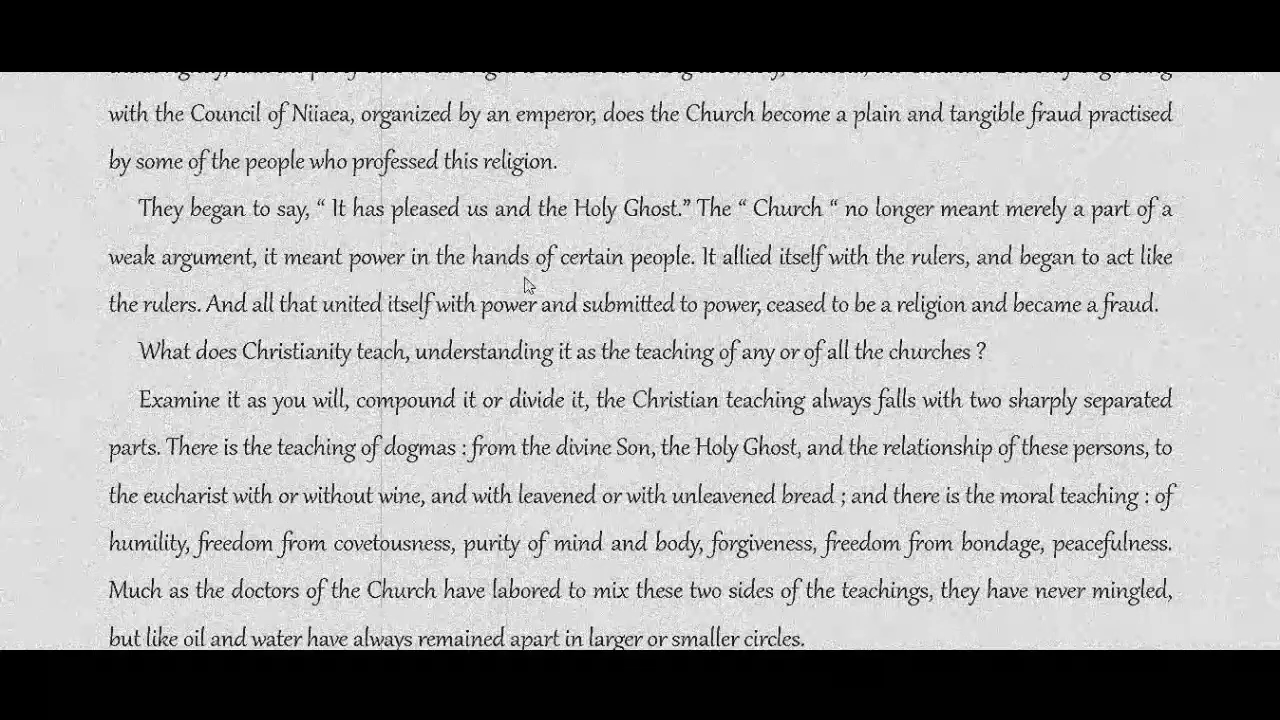 with the Council of Niiaea, organized by an emperor, does the Church become a plain and tangible fraud practised
by some of the people who professed this religion.
They began to say, “ It has pleased us and the Holy Ghost.” The “ Church “ no longer meant merely a part of a
weak argument, it meant power in the hands of certain people. It allied itself with the rulers, and began to act like
the rulers. And all that united itself with power and submitted to power, ceased to be a religion and became a fraud.
What does Christianity teach, understanding it as the teaching of any or of all the churches ?
Examine it as you will, compound it or divide it, the Christian teaching always falls with two sharply separated
parts. There is the teaching of dogmas : from the divine Son, the Holy Ghost, and the relationship of these persons, to
the eucharist with or without wine, and with leavened or with unleavened bread ; and there is the moral teaching : of
humility, freedom from covetousness, purity of mind and body, forgiveness, freedom from bondage, peacefulness.
Much as the doctors of the Church have labored to mix these two sides of the teachings, they have never mingled,
but like oil and water have always remained apart in larger or smaller circles.